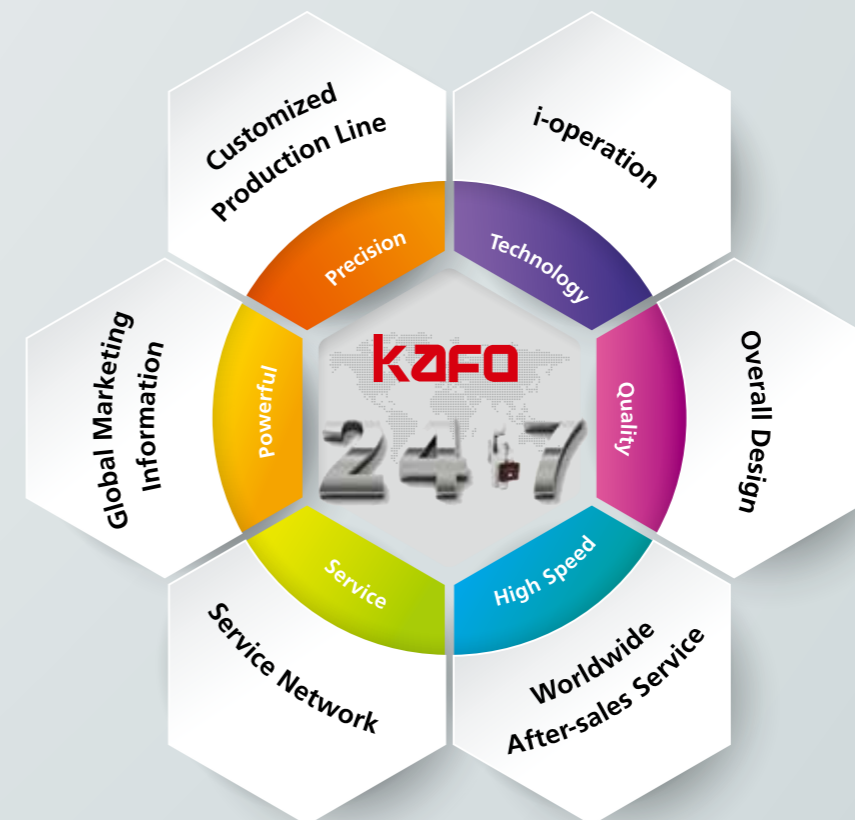 Customized
Production Line
i-operation
Precision
Technology
Global Marketing
Information
Powerful
kafo
24 7
Quality
Overall Design
Service
High Speed
Service Network
Worldwide
After-sales Service